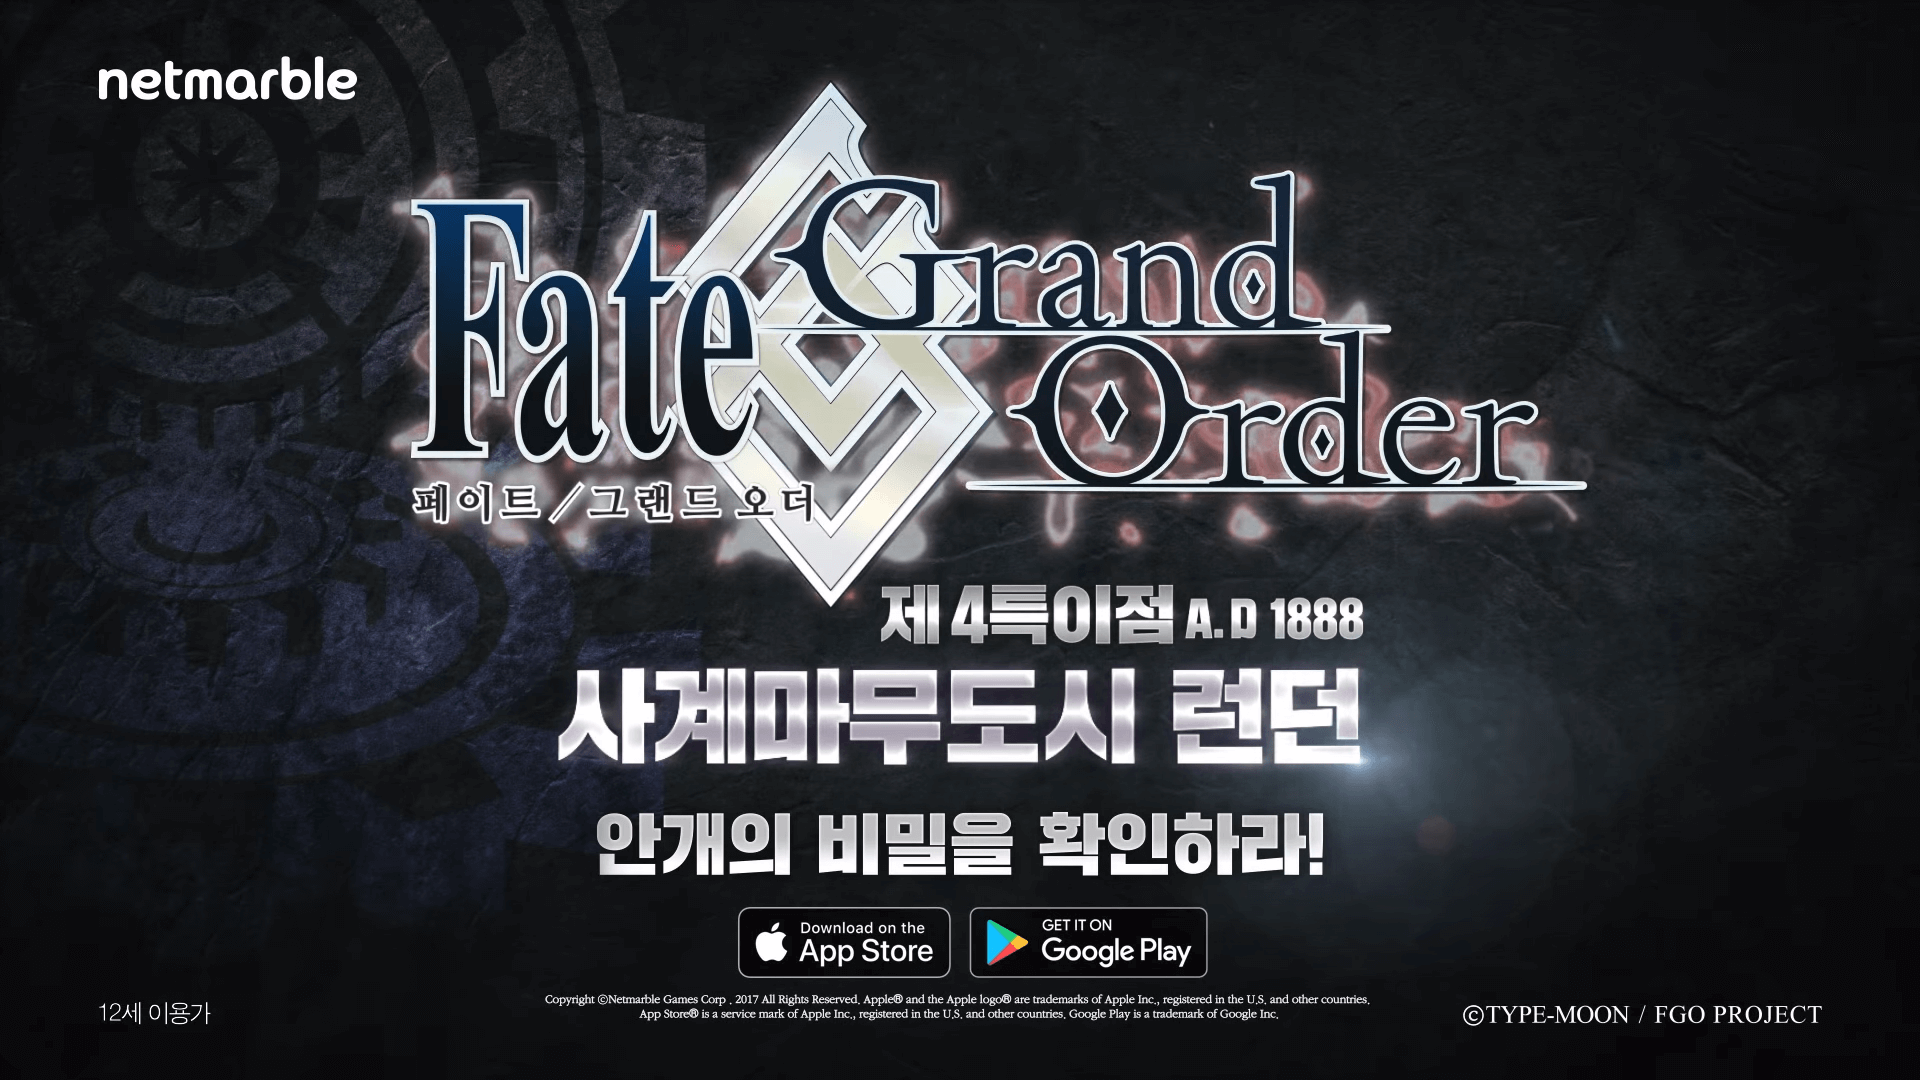 netmarble
Fate Grand
Order
페이트/그랜드 오더
제4특이점 A.D 1888
사계마무도시 런던
안개의 비밀을 확인하라!
Download on the
App Store
GET IT ON
Google Play
12세 이용가
Copyright ©Netmarble Games Corp . 2017 All Rights Reserved. Apple® and the Apple logo® are trademarks of Apple Inc., registered in the U.S. and other countries.
App Store® is a service mark of Apple Inc., registered in the U.S. and other countries. Google Play is a trademark of Google Inc.
©TYPE-MOON / FGO PROJECT